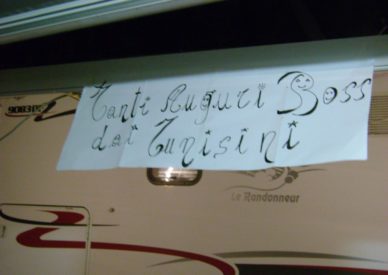 Tanti Auguri Boss
dai Tunisini
Le Randonneur